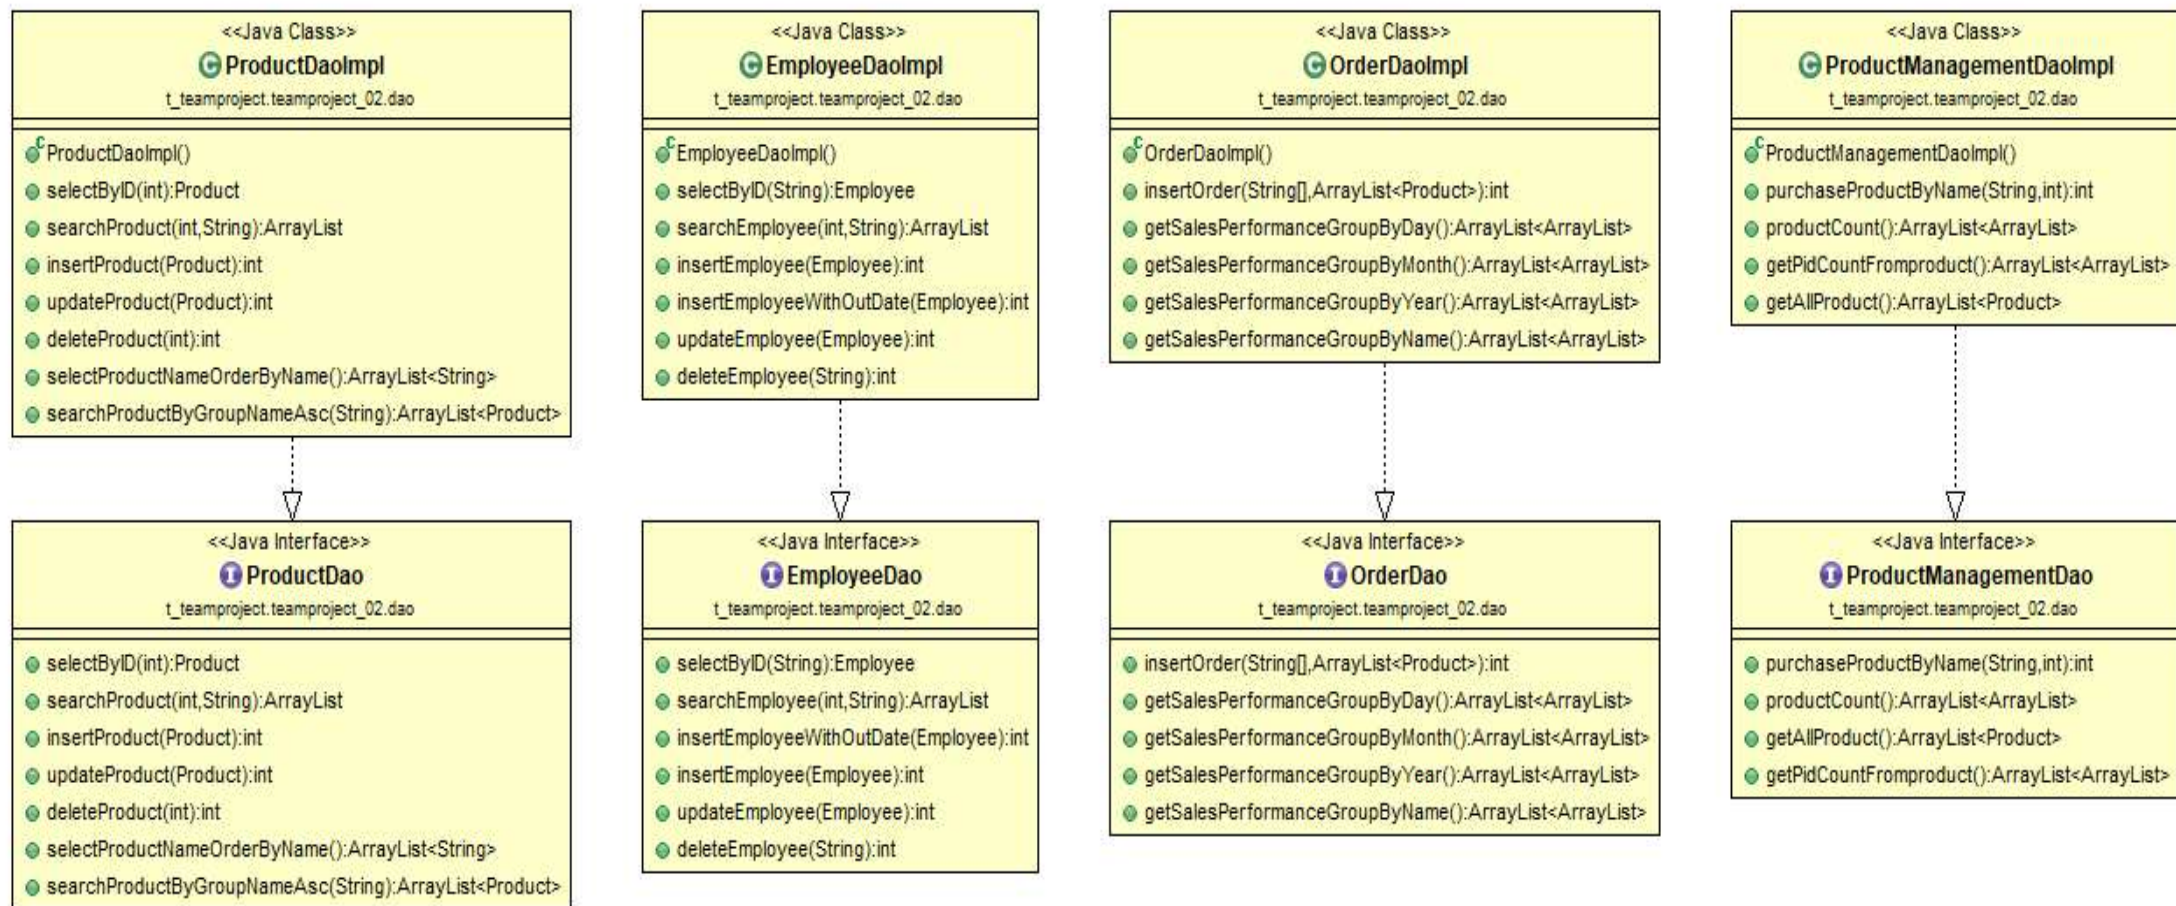 <<Java Class>>
ProductDaoImpl
t_teamproject.teamproject_02.dao
ProductDaoImpl()
selectByID(int):Product
searchProduct(int,String):ArrayList
insertProduct(Product):int
updateProduct(Product):int
deleteProduct(int):int
selectProductNameOrderByName():ArrayList<String>
searchProductByGroupNameAsc(String):ArrayList<Product>
<<Java Class>>
EmployeeDaoImpl
t_teamproject.teamproject_02.dao
EmployeeDaoImpl()
selectByID(String):Employee
searchEmployee(int,String):ArrayList
insertEmployee(Employee):int
insertEmployeeWithOutDate(Employee):int
updateEmployee(Employee):int
deleteEmployee(String):int
<<Java Class>>
OrderDaoImpl
t_teamproject.teamproject_02.dao
OrderDaoImpl()
insertOrder(String[],ArrayList<Product>):int
getSalesPerformanceGroupByDay():ArrayList<ArrayList>
getSalesPerformanceGroupByMonth():ArrayList<ArrayList>
getSalesPerformanceGroupByYear():ArrayList<ArrayList>
getSalesPerformanceGroupByName():ArrayList<ArrayList>
<<Java Class>>
ProductManagementDaoImpl
t_teamproject.teamproject_02.dao
ProductManagementDaoImpl()
purchaseProductByName(String,int):int
productCount():ArrayList<ArrayList>
getPidCountFromproduct():ArrayList<ArrayList>
getAllProduct():ArrayList<Product>
<<Java Interface>>
ProductDao
t_teamproject.teamproject_02.dao
selectByID(int):Product
searchProduct(int,String):ArrayList
insertProduct(Product):int
updateProduct(Product):int
deleteProduct(int):int
selectProductNameOrderByName():ArrayList<String>
searchProductByGroupNameAsc(String):ArrayList<Product>
<<Java Interface>>
EmployeeDao
t_teamproject.teamproject_02.dao
selectByID(String):Employee
searchEmployee(int,String):ArrayList
insertEmployeeWithOutDate(Employee):int
insertEmployee(Employee):int
updateEmployee(Employee):int
deleteEmployee(String):int
<<Java Interface>>
OrderDao
t_teamproject.teamproject_02.dao
insertOrder(String[],ArrayList<Product>):int
getSalesPerformanceGroupByDay():ArrayList<ArrayList>
getSalesPerformanceGroupByMonth():ArrayList<ArrayList>
getSalesPerformanceGroupByYear():ArrayList<ArrayList>
getSalesPerformanceGroupByName():ArrayList<ArrayList>
<<Java Interface>>
ProductManagementDao
t_teamproject.teamproject_02.dao
purchaseProductByName(String,int):int
productCount():ArrayList<ArrayList>
getAllProduct():ArrayList<Product>
getPidCountFromproduct():ArrayList<ArrayList>